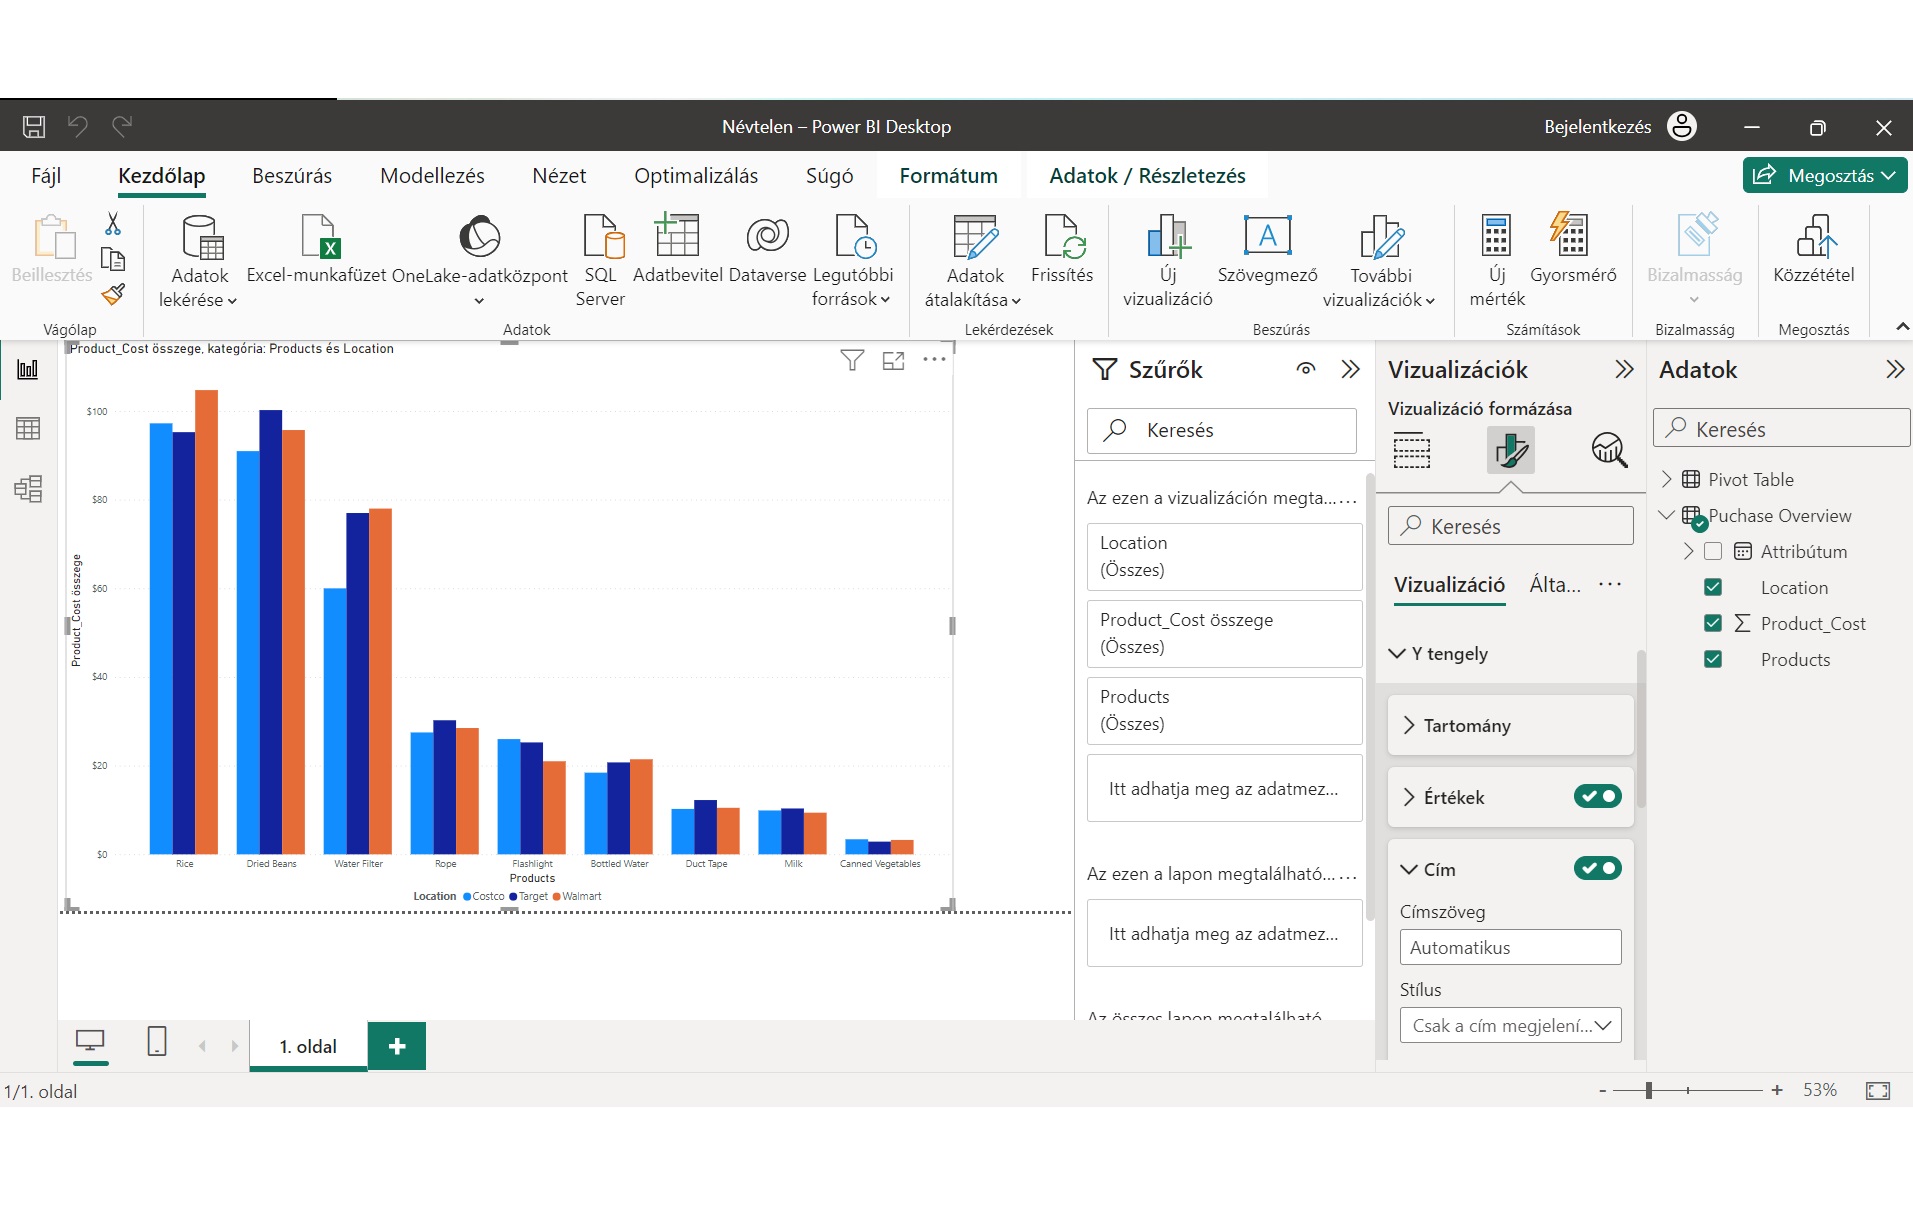 Névtelen – Power BI Desktop
Bejelentkezés
Fájl
Kezdőlap
Beszúrás
Modellezés
Nézet
Optimalizálás
Súgó
Formátum
Adatok / Részletezés
Megosztás
Beillesztés
Vágólap
Adatok
lekérése
Excel-munkafüzet
OneLake-adatközpont
SQL
Server
Adatbevitel
Dataverse
Legutóbbi
források
Adatok
Adatok
átalakítása
Frissítés
Lekérdezések
Új
vizualizáció
Szövegmező
További
vizualizációk
Beszúrás
Új
mérték
Gyorsmérő
Számítások
Bizalmasság
Bizalmasság
Közzététel
Megosztás
Product_Cost összege, kategória: Products és Location
Product_Cost összege
$100
$80
$60
$40
$20
$0
Rice
Dried Beans
Water Filter
Rope
Flashlight
Bottled Water
Duct Tape
Milk
Canned Vegetables
Products
Location
Costco
Target
Walmart
Szűrők
Keresés
Az ezen a vizualizáción megta...
Location
(Összes)
Product_Cost összege
(Összes)
Products
(Összes)
Itt adhatja meg az adatmez...
Az ezen a lapon megtalálható...
Itt adhatja meg az adatmez...
Az összes lapon megtalálható
Vizualizációk
Vizualizáció formázása
Keresés
Vizualizáció
Álta...
Y tengely
Tartomány
Értékek
Cím
Címszöveg
Automatikus
Stílus
Csak a cím megjelení...
Adatok
Keresés
Pivot Table
Puchase Overview
Attribútum
Location
Product_Cost
Products
1. oldal
1/1. oldal
53%